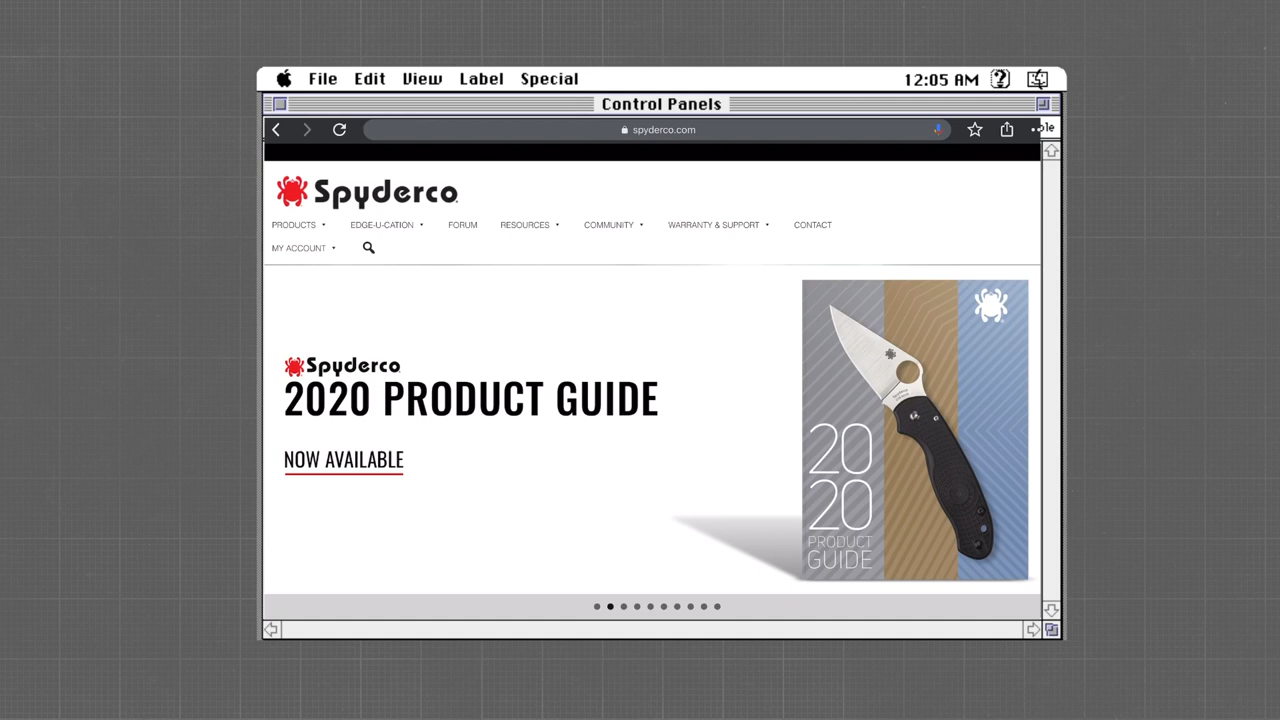 File Edit View Label Special 12:05 AM
Control Panels
spyderco.com
Spyderco
PRODUCTS EDGE-U-CATION FORUM RESOURCES COMMUNITY WARRANTY & SUPPORT CONTACT
MY ACCOUNT
Spyderco
2020 PRODUCT GUIDE
NOW AVAILABLE
20
20
PRODUCT
GUIDE